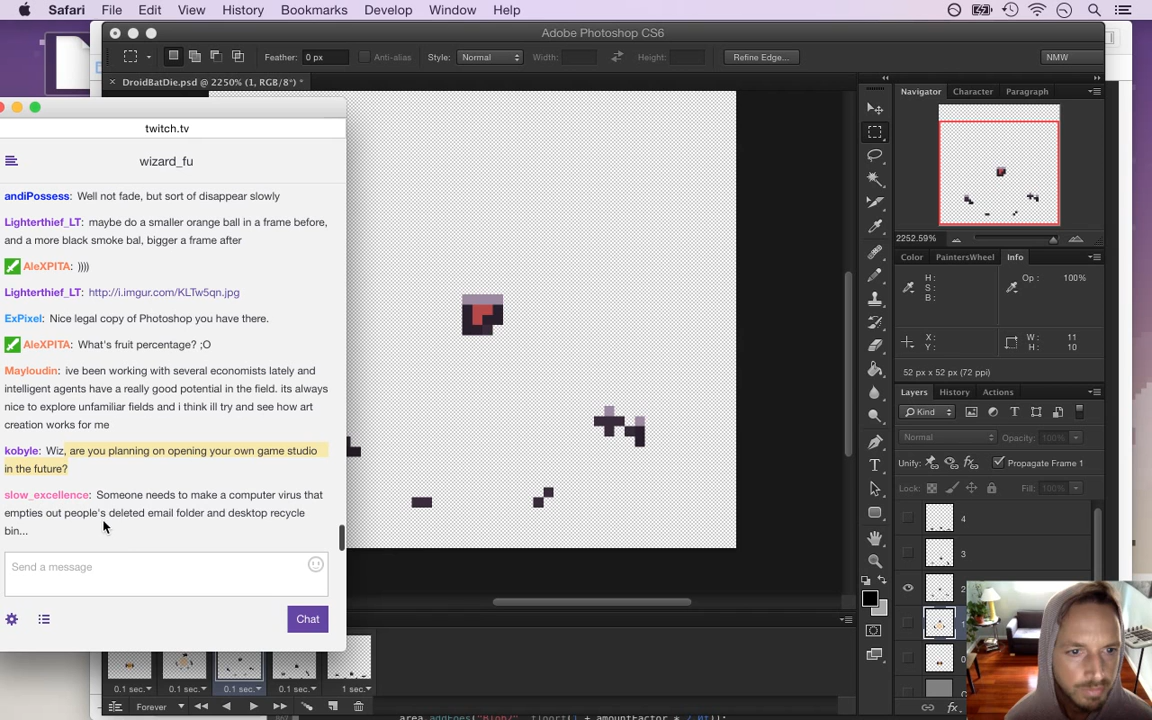 Safari File Edit View History Bookmarks Develop Window Help
Adobe Photoshop CS6
Feather: 0 px Anti-alias Style: Normal Width: Height: Refine Edge... NMW
× DroidBatDie.psd @ 2250% (1, RGB/8*) *
twitch.tv
wizard_fu
andiPossess: Well not fade, but sort of disappear slowly
Lighterthief_LT: maybe do a smaller orange ball in a frame before,
and a more black smoke bal, bigger a frame after
AleXPITA: ))))
Lighterthief_LT: http://i.imgur.com/KLTw5qn.jpg
ExPixel: Nice legal copy of Photoshop you have there.
AleXPITA: What's fruit percentage? ;O
Mayloudin: ive been working with several economists lately and
intelligent agents have a really good potential in the field. its always
nice to explore unfamiliar fields and i think ill try and see how art
creation works for me
kobyle: Wiz, are you planning on opening your own game studio
in the future?
slow_excellence: Someone needs to make a computer virus that
empties out people's deleted email folder and desktop recycle
bin...
Send a message
Chat
Navigator Character Paragraph
2252.59%
Color PaintersWheel Info
H:
S:
B:
Op: 100%
X:
Y:
W: 11
H: 10
52 px x 52 px (72 ppi)
Layers History Actions
Kind
Normal Opacity: 100%
Unify: Propagate Frame 1
Lock: Fill: 100%
4
3
2
1
0
0.1 sec. 0.1 sec. 0.1 sec. 0.1 sec. 1 sec.
Forever